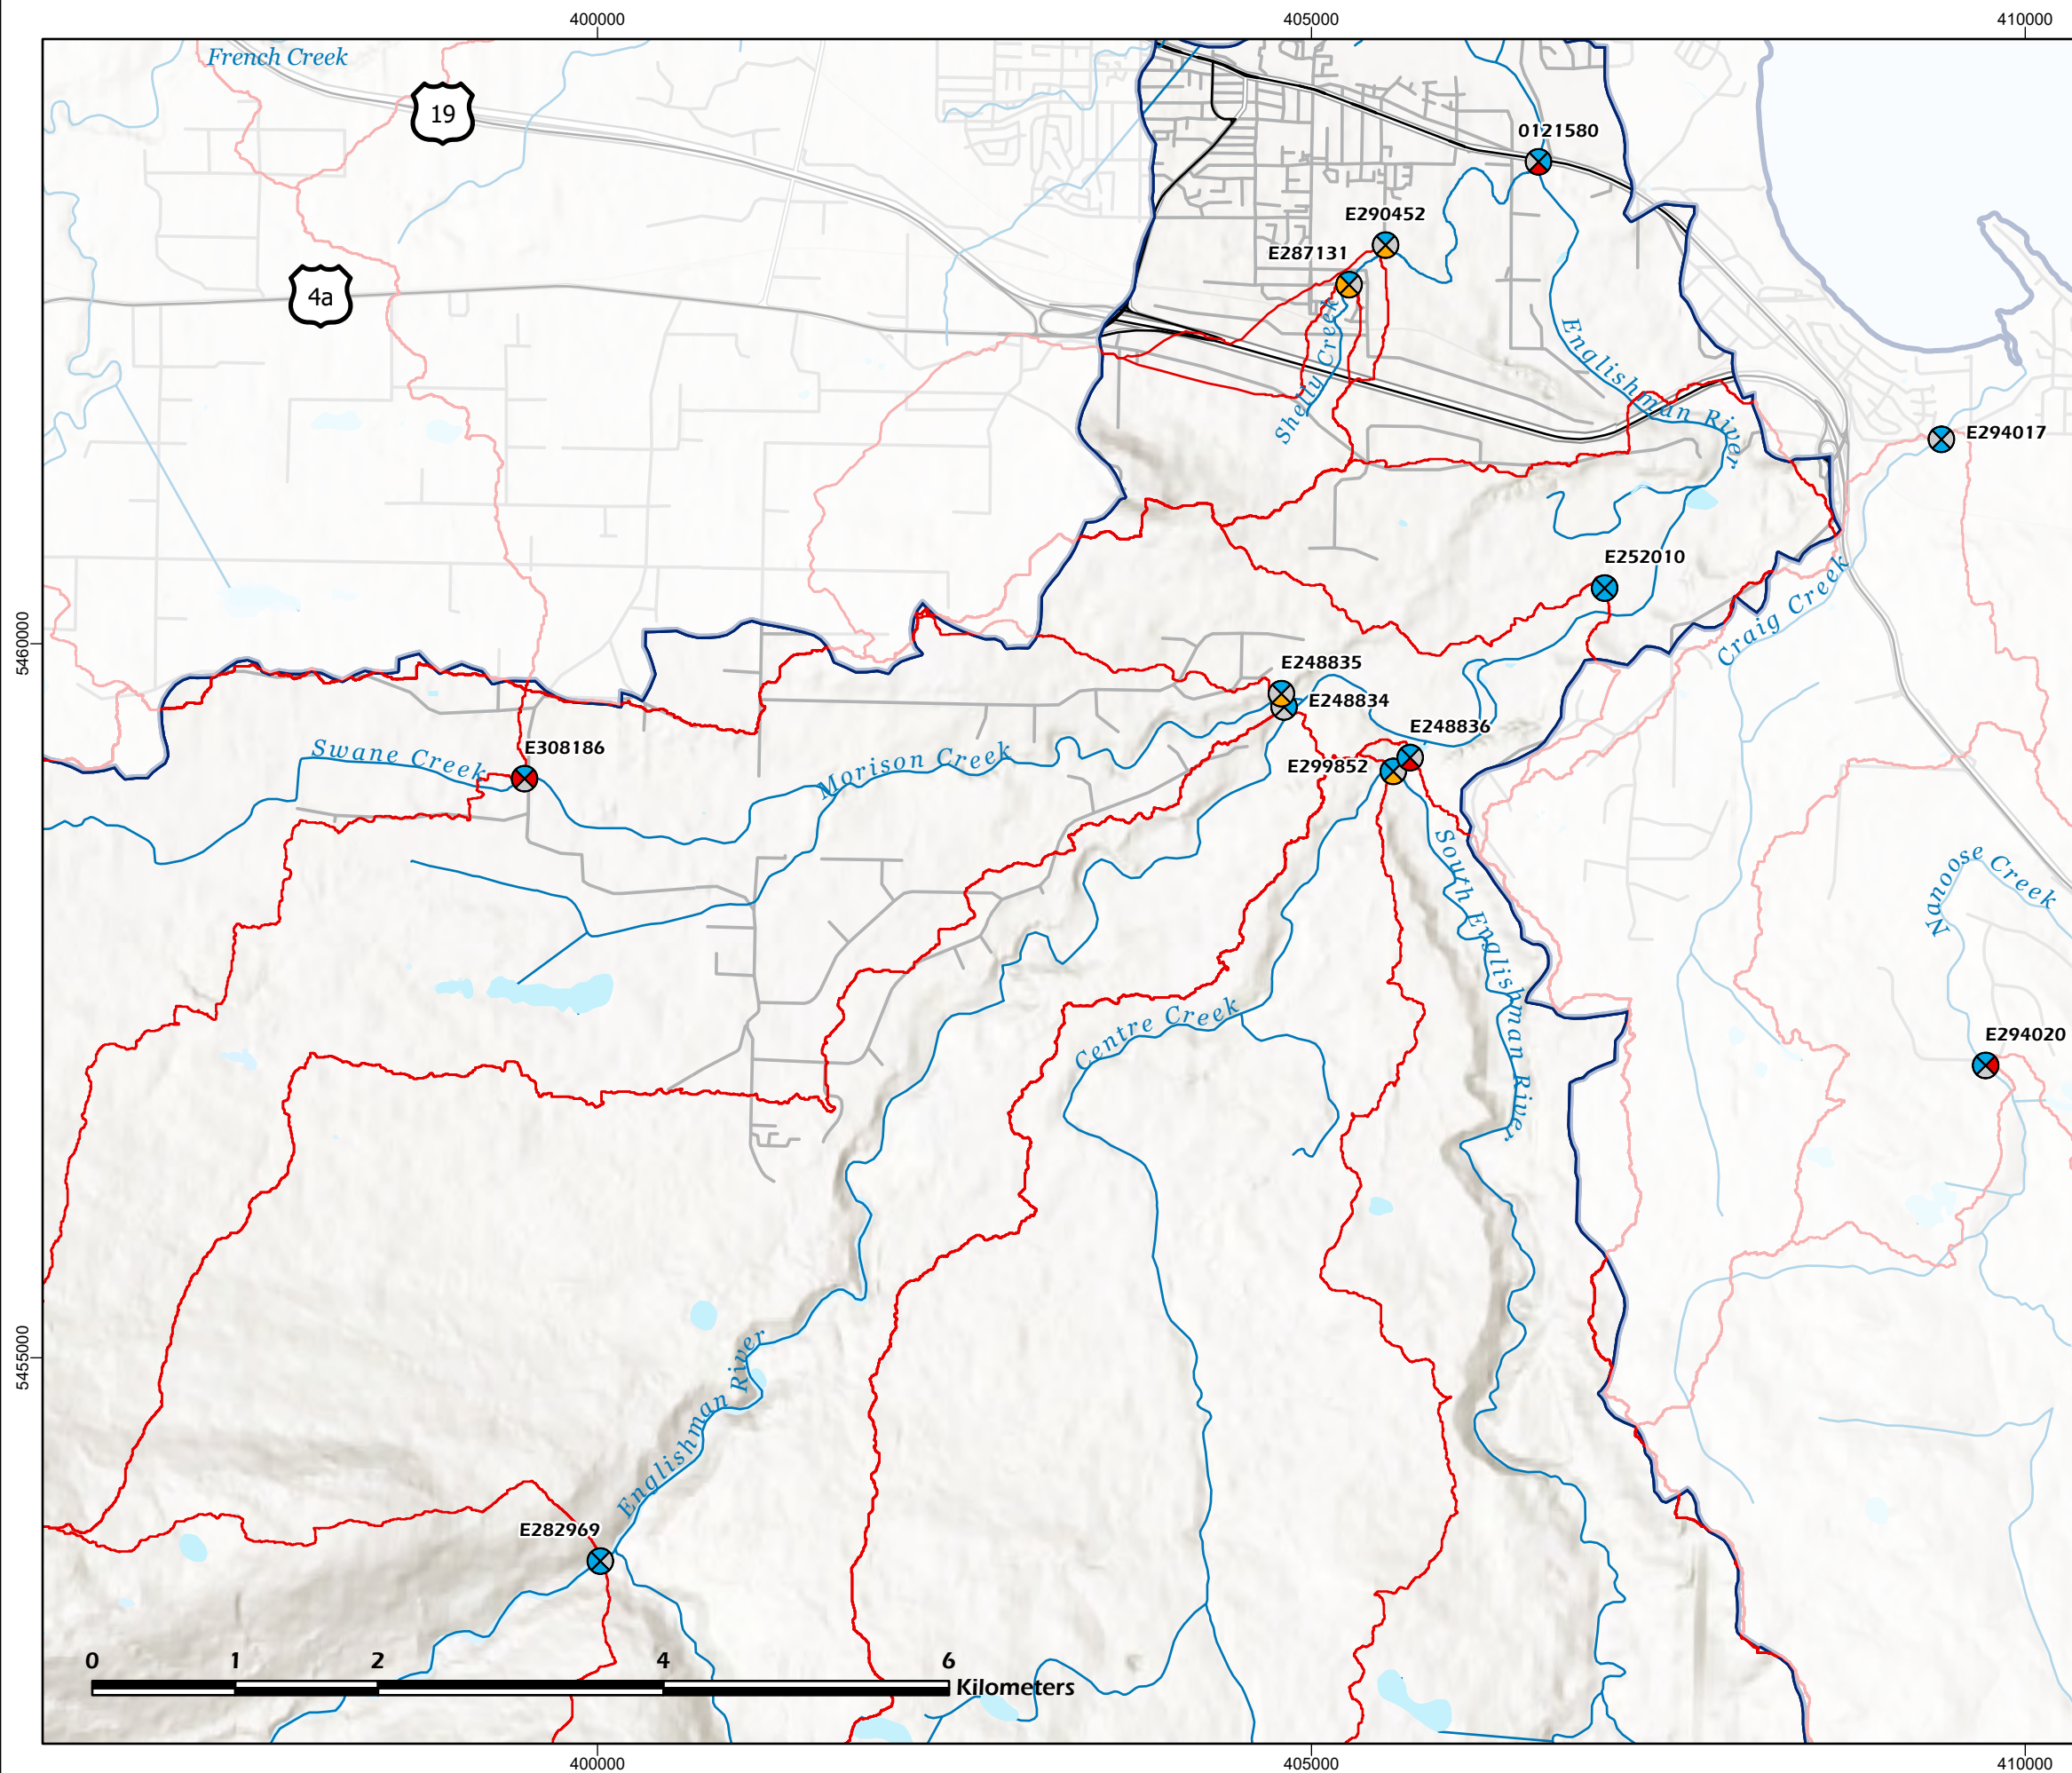 400000
405000
410000
French Creek
19
0121580
E290452
E287131
4a
Shelly Creek
Englishman River
E294017
E252010
5460000
Craig Creek
E248835
E248834
E248836
E308186
Swane Creek
Morison Creek
E299852
South Englishman River
Nanoose Creek
Centre Creek
E294020
5455000
Englishman River
E282969
0 1 2 4 6
Kilometers
400000
405000
410000